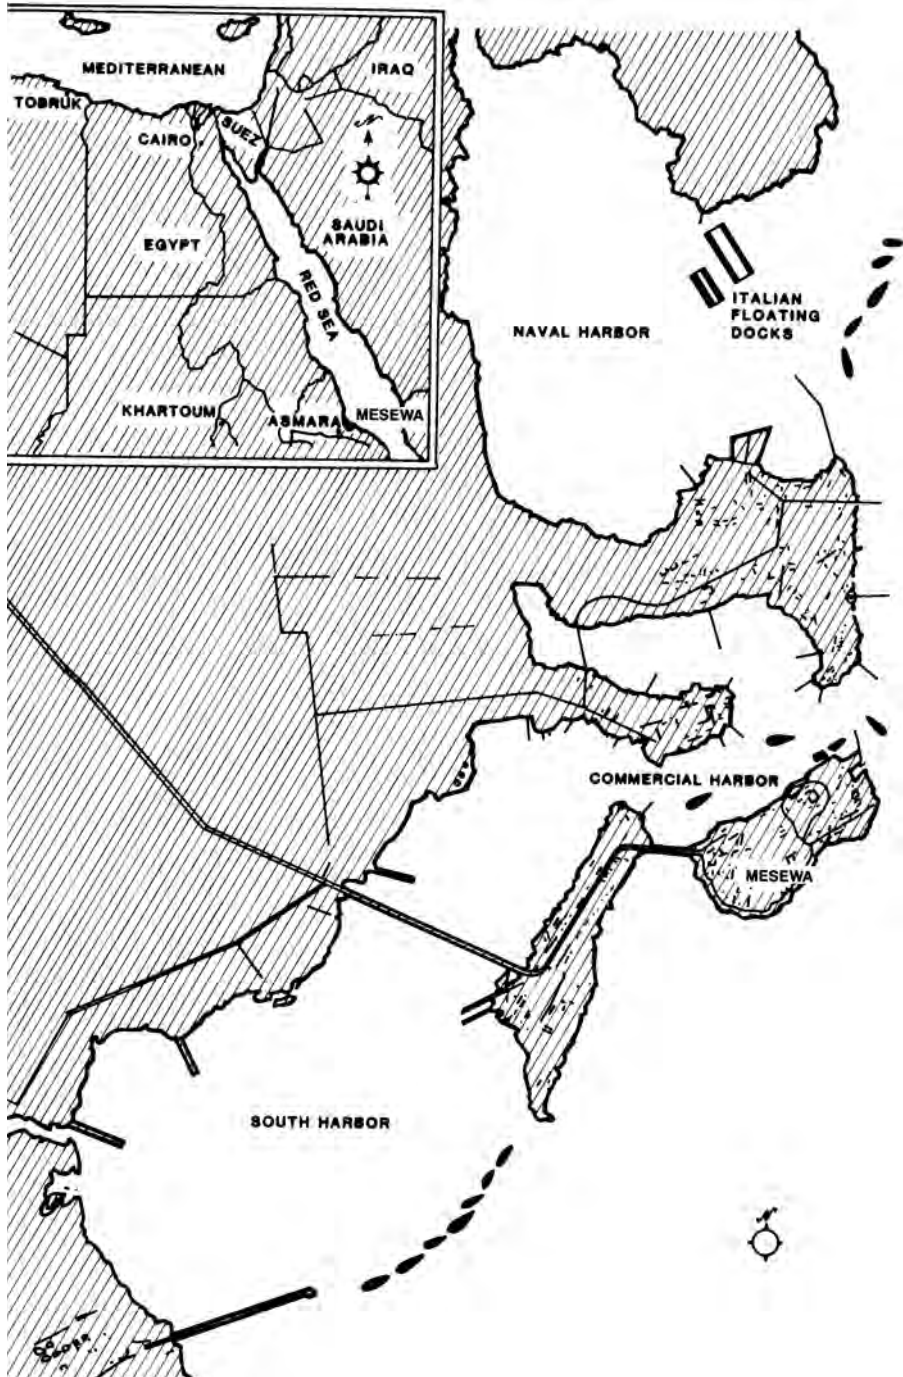 MEDITERRANEAN
IRAQ
TOBRUK
SUEZ
CAIRO
N
SAUDI
ARABIA
EGYPT
RED SEA
KHARTOUM
ASMARA
MESEWA
ITALIAN
FLOATING
DOCKS
NAVAL HARBOR
COMMERCIAL HARBOR
MESEWA
SOUTH HARBOR
N